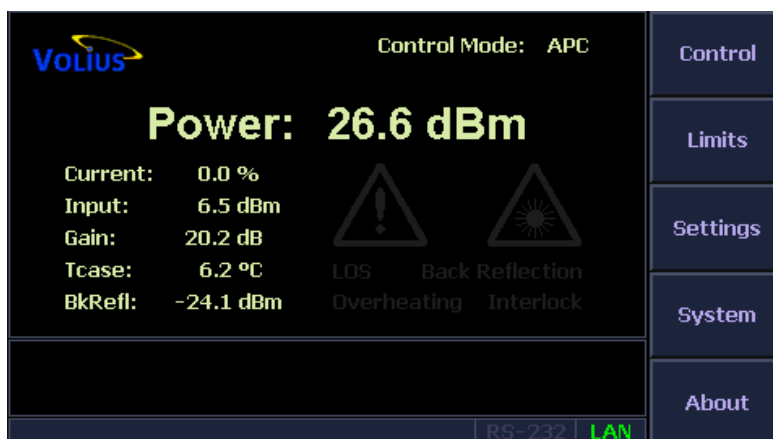 Volius
Control Mode: APC
Power: 26.6 dBm
Current: 0.0 %
Input: 6.5 dBm
Gain: 20.2 dB
Tcase: 6.2 ºC
BkRefl: -24.1 dBm
LOS Back Reflection
Overheating Interlock
RS-232 LAN
Control
Limits
Settings
System
About